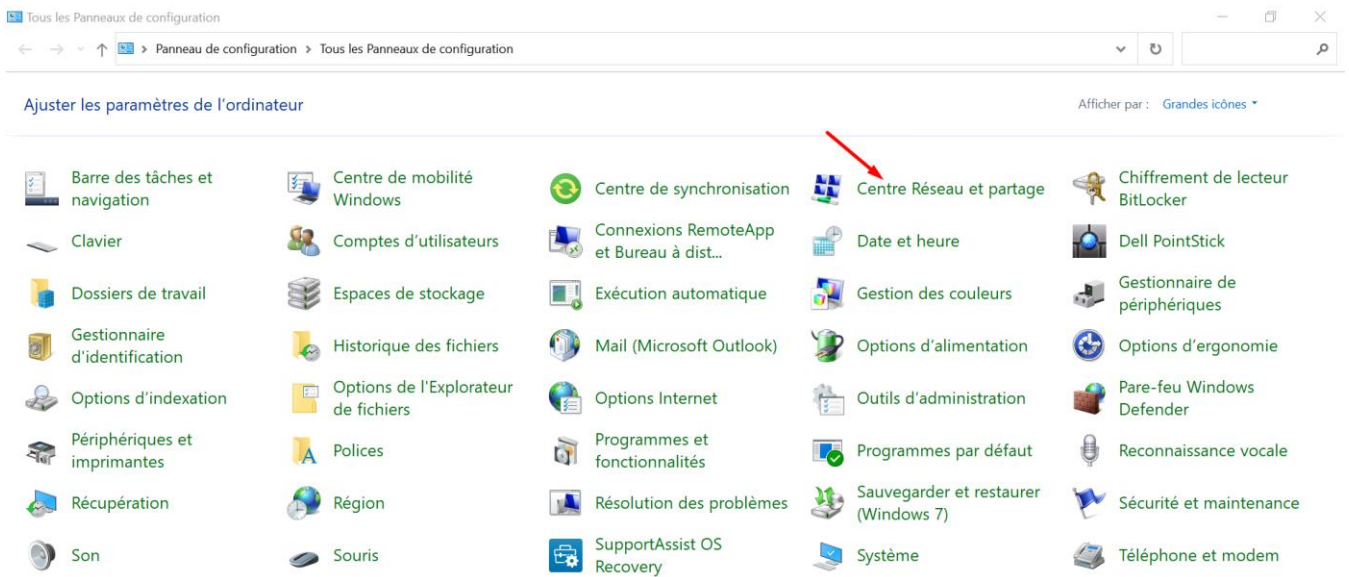 Tous les Panneaux de configuration
Panneau de configuration > Tous les Panneaux de configuration
Ajuster les paramètres de l'ordinateur
Afficher par : Grandes icônes
Barre des tâches et
navigation
Centre de mobilité
Windows
Centre de synchronisation
Centre Réseau et partage
Chiffrement de lecteur
BitLocker
Clavier
Comptes d'utilisateurs
Connexions RemoteApp
et Bureau à dist...
Date et heure
Dell PointStick
Dossiers de travail
Espaces de stockage
Exécution automatique
Gestion des couleurs
Gestionnaire de
périphériques
Gestionnaire
d'identification
Historique des fichiers
Mail (Microsoft Outlook)
Options d'alimentation
Options d'ergonomie
Options d'indexation
Options de l'Explorateur
de fichiers
Options Internet
Outils d'administration
Pare-feu Windows
Defender
Périphériques et
imprimantes
Polices
Programmes et
fonctionnalités
Programmes par défaut
Reconnaissance vocale
Récupération
Région
Résolution des problèmes
Sauvegarder et restaurer
(Windows 7)
Sécurité et maintenance
Son
Souris
SupportAssist OS
Recovery
Système
Téléphone et modem